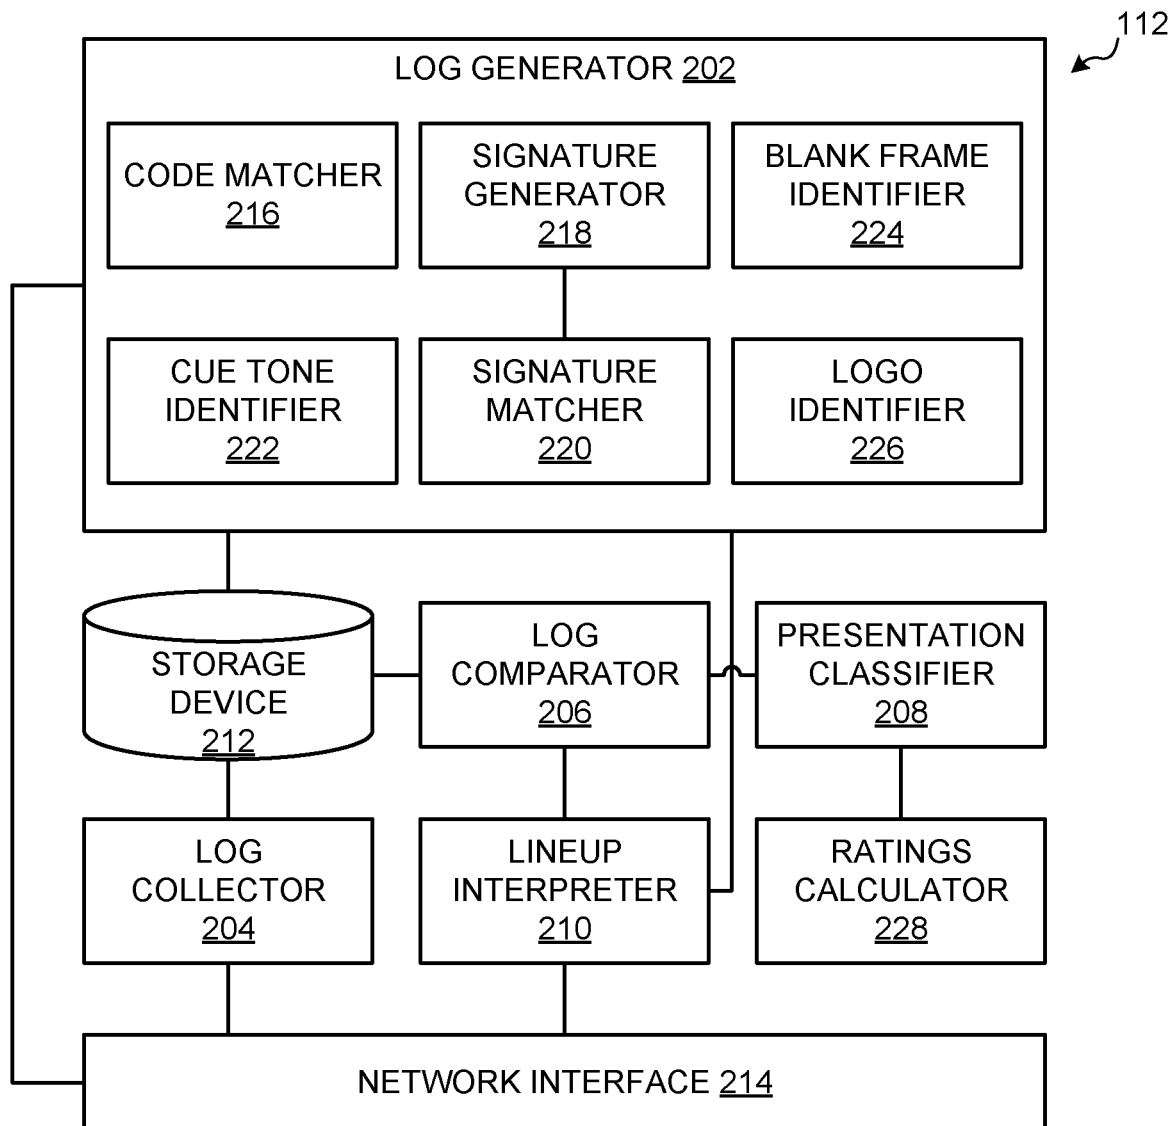 112
LOG GENERATOR 202
CODE MATCHER
216
SIGNATURE
GENERATOR
218
BLANK FRAME
IDENTIFIER
224
CUE TONE
IDENTIFIER
222
SIGNATURE
MATCHER
220
LOGO
IDENTIFIER
226
STORAGE
DEVICE
212
LOG
COMPARATOR
206
PRESENTATION
CLASSIFIER
208
LOG
COLLECTOR
204
LINEUP
INTERPRETER
210
RATINGS
CALCULATOR
228
NETWORK INTERFACE 214